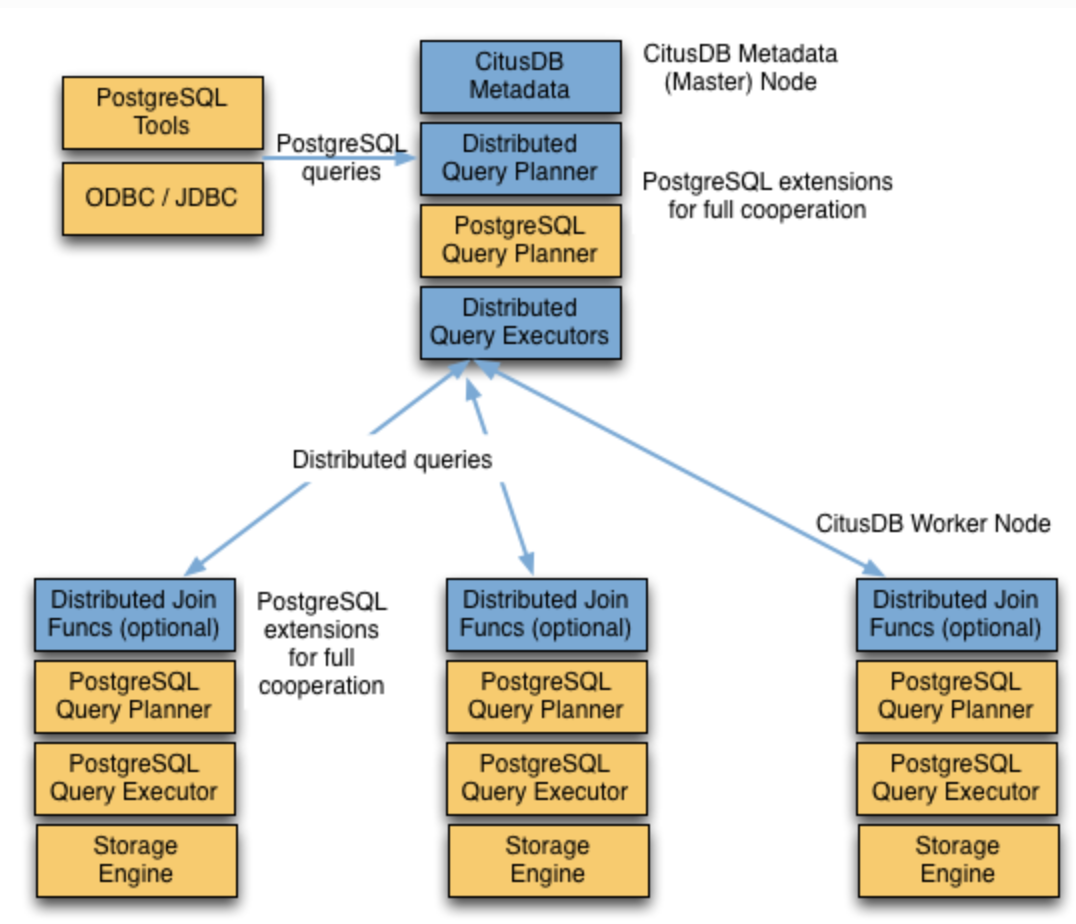 CitusDB
Metadata
CitusDB Metadata
(Master) Node
PostgreSQL
Tools
ODBC / JDBC
PostgreSQL
queries
Distributed
Query Planner
PostgreSQL extensions
for full cooperation
PostgreSQL
Query Planner
Distributed
Query Executors
Distributed queries
CitusDB Worker Node
Distributed Join
Funcs (optional)
PostgreSQL
Query Planner
PostgreSQL
Query Executor
Storage
Engine
PostgreSQL
extensions
for full
cooperation
Distributed Join
Funcs (optional)
PostgreSQL
Query Planner
PostgreSQL
Query Executor
Storage
Engine
Distributed Join
Funcs (optional)
PostgreSQL
Query Planner
PostgreSQL
Query Executor
Storage
Engine